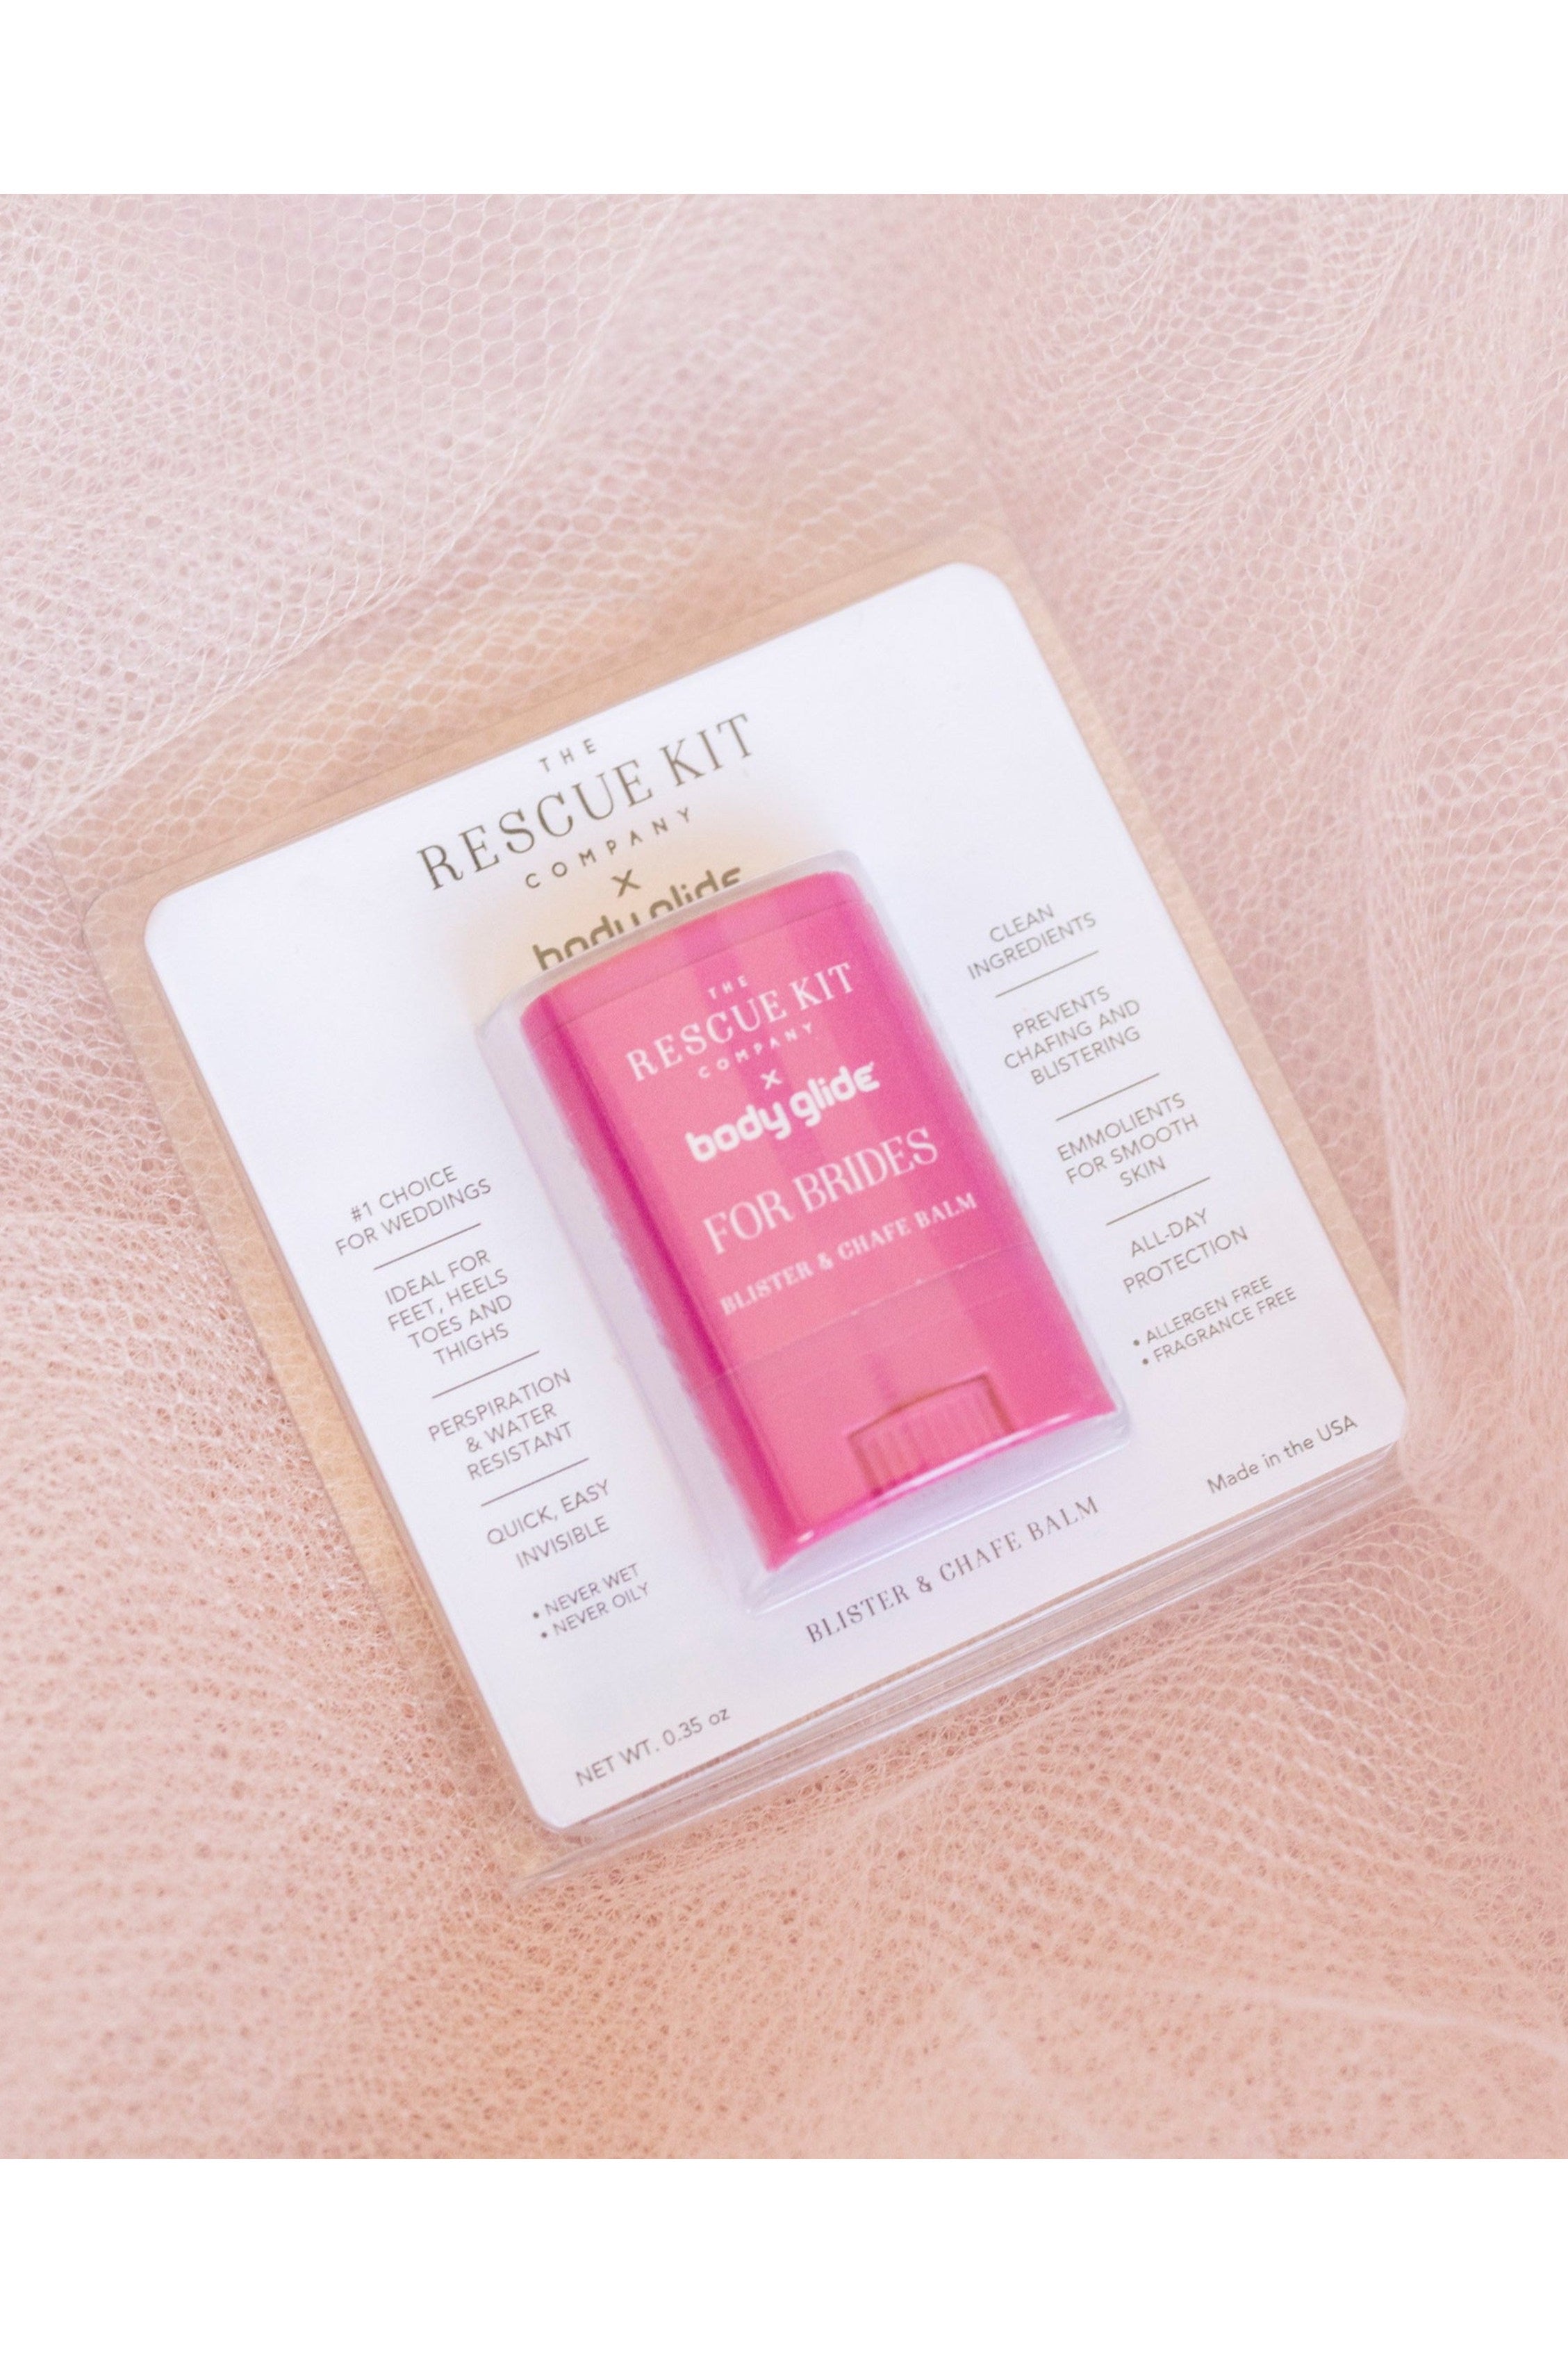 THE
RESCUE KIT
COMPANY
X
body glide
THE
RESCUE KIT
COMPANY
X
body glide
FOR BRIDES
BLISTER & CHAFE BALM
#1 CHOICE
FOR WEDDINGS
IDEAL FOR
FEET, HEELS
TOES AND
THIGHS
PERSPIRATION
& WATER
RESISTANT
QUICK, EASY
INVISIBLE
• NEVER WET
• NEVER OILY
CLEAN
INGREDIENTS
PREVENTS
CHAFING AND
BLISTERING
EMMOLIENTS
FOR SMOOTH
SKIN
ALL-DAY
PROTECTION
• ALLERGEN FREE
• FRAGRANCE FREE
BLISTER & CHAFE BALM
NET WT. 0.35 oz
Made in the USA